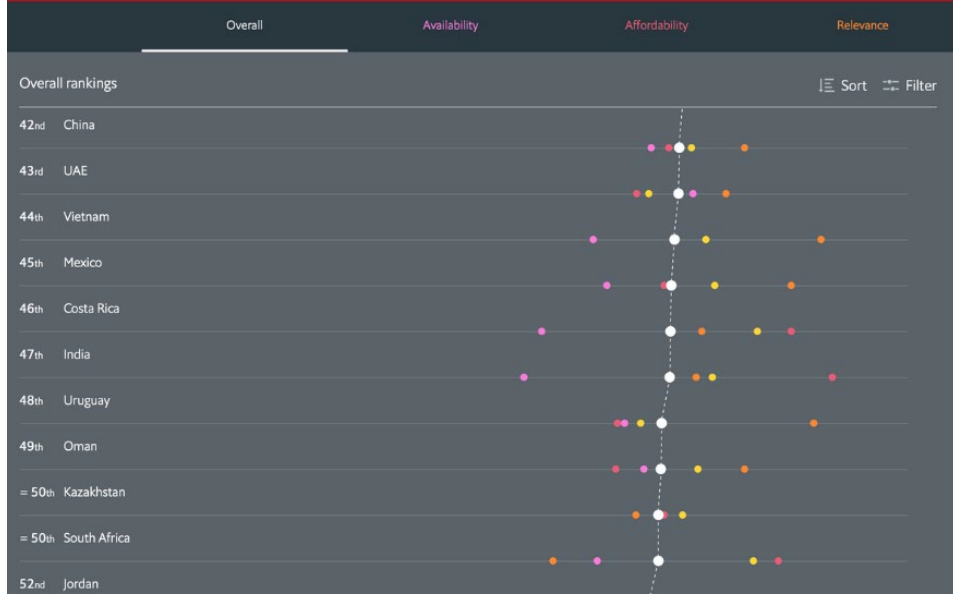 Overall Availability Affordability Relevance
Overall rankings Sort Filter
42nd China
43rd UAE
44th Vietnam
45th Mexico
46th Costa Rica
47th India
48th Uruguay
49th Oman
= 50th Kazakhstan
= 50th South Africa
52nd Jordan